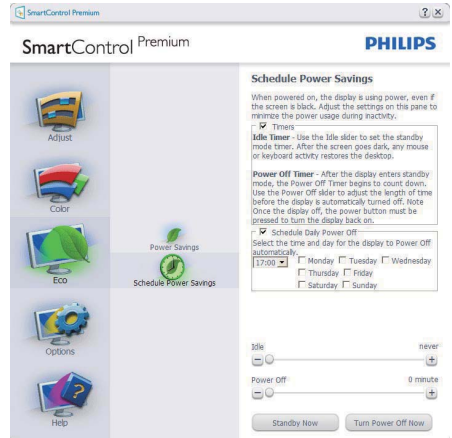 SmartControl Premium
SmartControl Premium
PHILIPS
Adjust
Color
Eco
Options
Help
Power Savings
Schedule Power Savings
Schedule Power Savings
When powered on, the display is using power, even if
the screen is black. Adjust the settings on this pane to
minimize the power usage during inactivity.
Timers
Idle Timer - Use the Idle slider to set the standby
mode timer. After the screen goes dark, any mouse
or keyboard activity restores the desktop.
Power Off Timer - After the display enters standby
mode, the Power Off Timer begins to count down.
Use the Power Off slider to adjust the length of time
before the display is automatically turned off. Note
Once the display off, the power button must be
pressed to turn the display back on.
Schedule Daily Power Off
Select the time and day for the display to Power Off
automatically.
17:00 Monday Tuesday Wednesday
Thursday Friday
Saturday Sunday
Idle never
Power Off 0 minute
Standby Now Turn Power Off Now